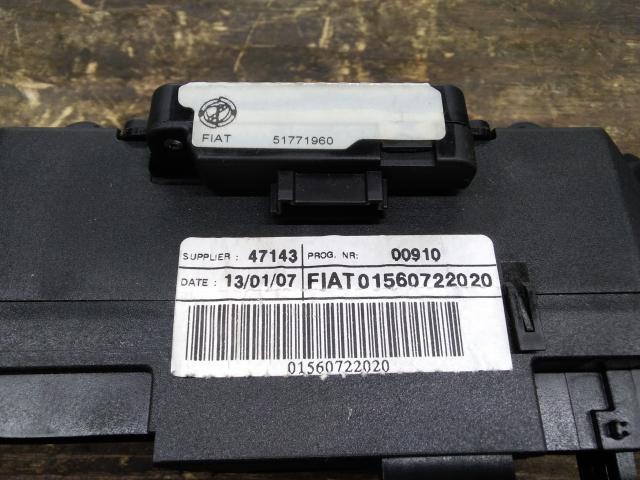 FIAT 51771960
SUPPLIER : 47143 PROG. NR: 00910
DATE : 13/01/07 FIAT 01560722020
01560722020